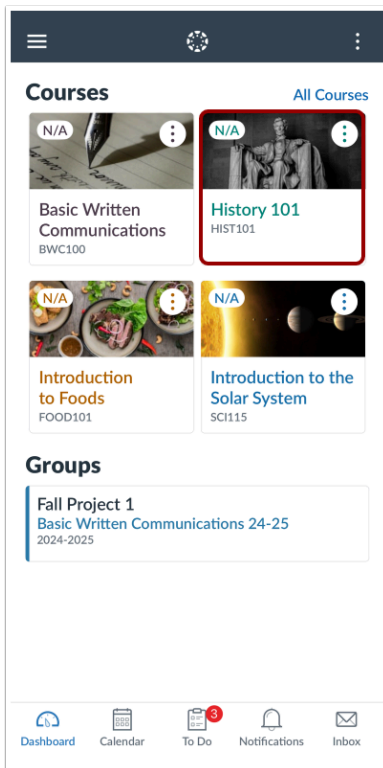 Courses
All Courses
N/A
N/A
Basic Written
Communications
BWC100
History 101
HIST101
N/A
N/A
Introduction
to Foods
FOOD101
Introduction to the
Solar System
SCI115
Groups
Fall Project 1
Basic Written Communications 24-25
2024-2025
3
Dashboard
Calendar
To Do
Notifications
Inbox